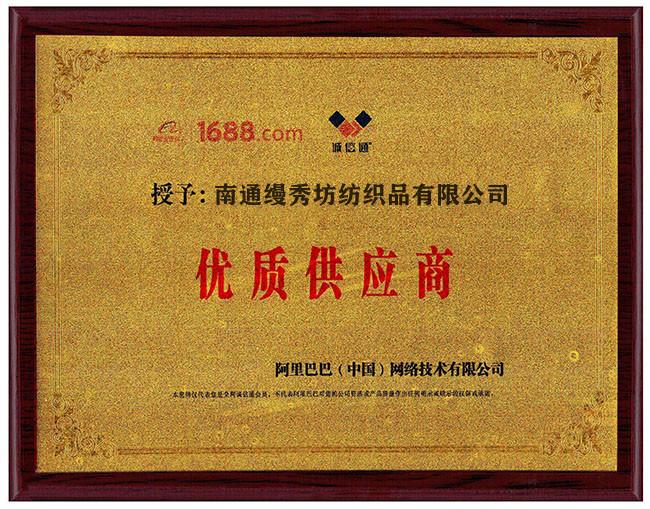 1688.com
诚信通
授予：南通缦秀坊纺织品有限公司
优质供应商
阿里巴巴（中国）网络技术有限公司